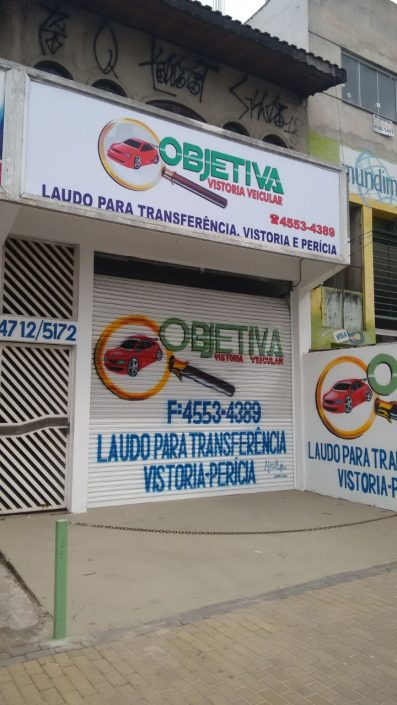 OBJETIVA
VISTORIA VEICULAR
☎4553-4389
LAUDO PARA TRANSFERÊNCIA. VISTORIA E PERÍCIA
mundim
4712/5172
OBJETIVA
VISTORIA VEICULAR
F:4553-4389
LAUDO PARA TRANSFERÊNCIA
VISTORIA-PERÍCIA
O
LAUDO PARA TRA
VISTORIA-P